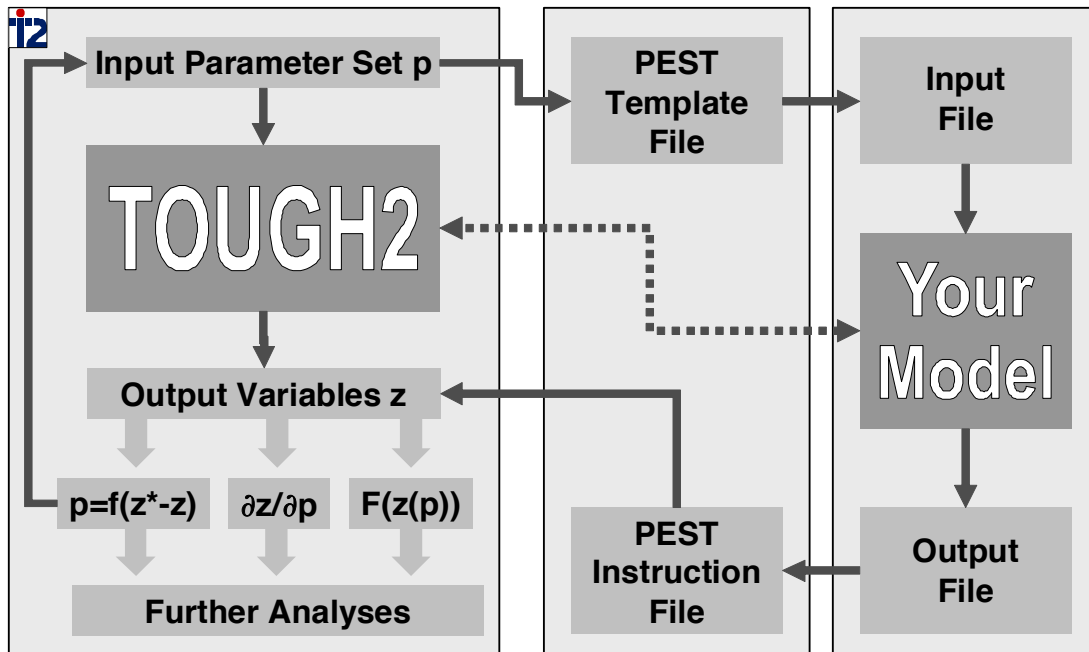 i2
Input Parameter Set p
TOUGH2
Output Variables z
p=f(z*-z)
∂z/∂p
F(z(p))
Further Analyses
PEST
Template
File
PEST
Instruction
File
Input
File
Your
Model
Output
File